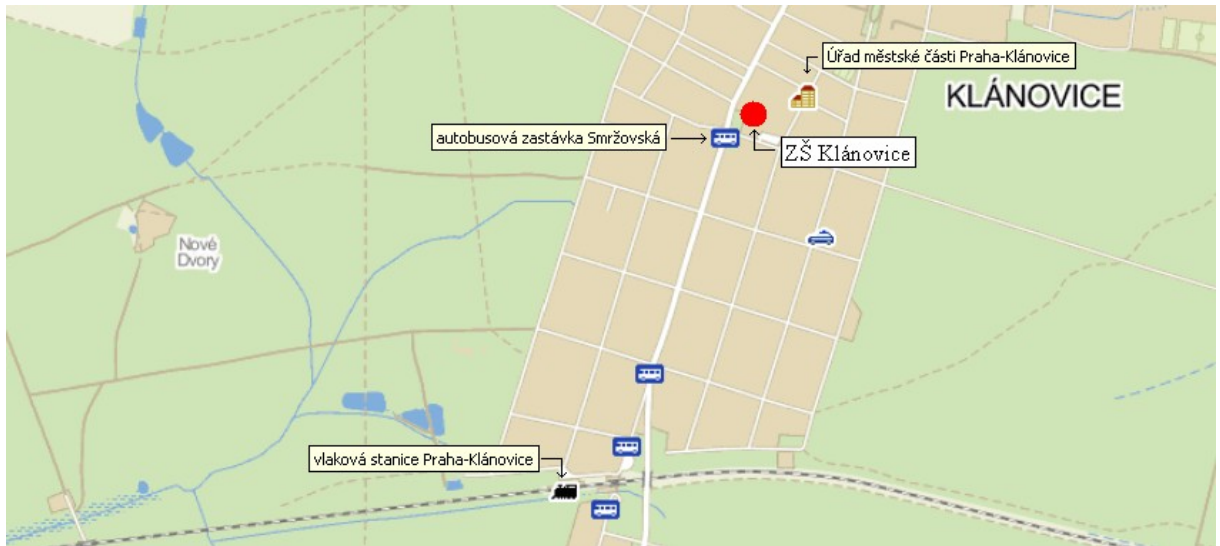 Úřad městské části Praha-Klánovice
KLÁNOVICE
autobusová zastávka Smržovská
ZŠ Klánovice
Nové
Dvory
vlaková stanice Praha-Klánovice